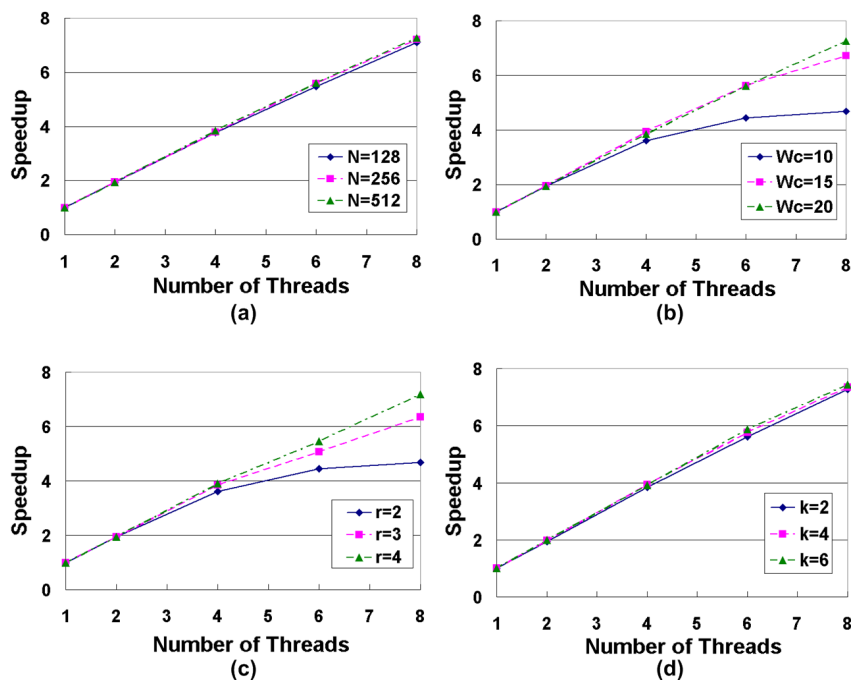 8
6
4
2
0
Speedup
N=128
N=256
N=512
1 2 3 4 5 6 7 8
Number of Threads
(a)
8
6
4
2
0
Speedup
Wc=10
Wc=15
Wc=20
1 2 3 4 5 6 7 8
Number of Threads
(b)
8
6
4
2
0
Speedup
r=2
r=3
r=4
1 2 3 4 5 6 7 8
Number of Threads
(c)
8
6
4
2
0
Speedup
k=2
k=4
k=6
1 2 3 4 5 6 7 8
Number of Threads
(d)